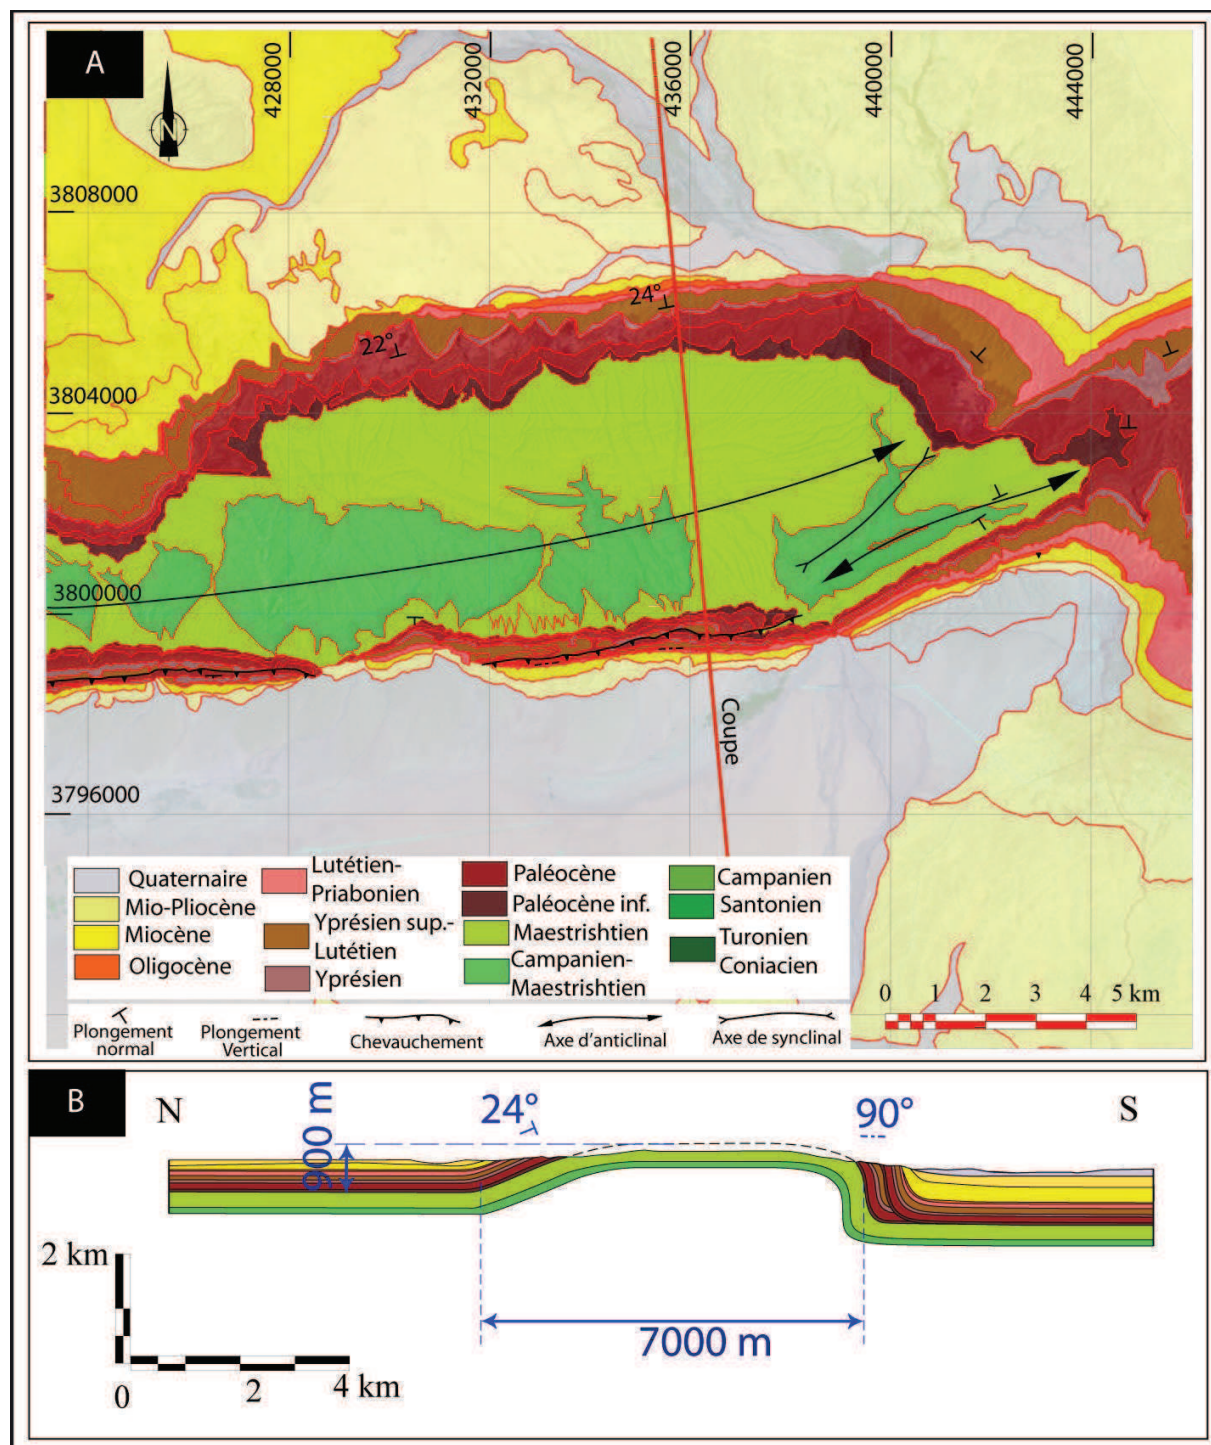 A
N
428000
432000
436000
440000
444000
3808000
24°
22°
3804000
3800000
Coupe
3796000
Quaternaire
Mio-Pliocène
Miocène
Oligocène
Lutétien-
Priabonien
Yprésien sup.-
Lutétien
Yprésien
Paléocène
Paléocène inf.
Maestrishtien
Campanien-
Maestrishtien
Campanien
Santonien
Turonien
Coniacien
0 1 2 3 4 5 km
Plongement
normal
Plongement
Vertical
Chevauchement
Axe d'anticlinal
Axe de synclinal
B
N
S
24°
90°
900 m
7000 m
2 km
0 2 4 km